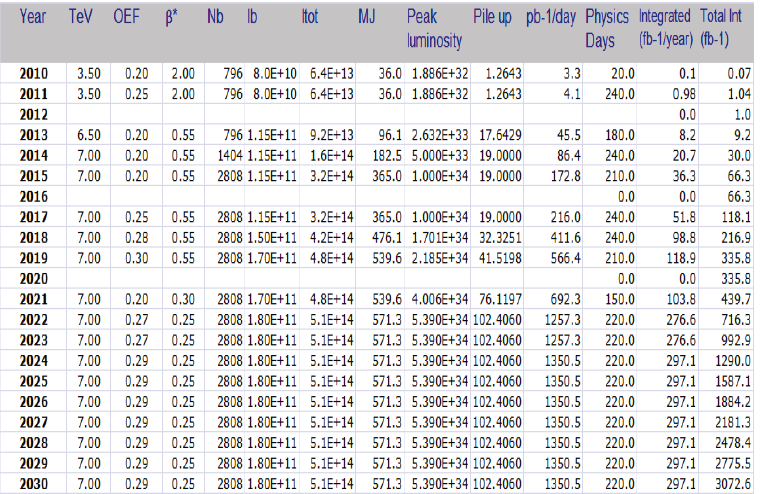 Year TeV OEF β* Nb Ib Itot MJ Peak luminosity Pile up pb-1/day Physics Days Integrated (fb-1/year) Total Int (fb-1)
2010 3.50 0.20 2.00 796 8.0E+10 6.4E+13 36.0 1.886E+32 1.2643 3.3 20.0 0.1 0.07
2011 3.50 0.25 2.00 796 8.0E+10 6.4E+13 36.0 1.886E+32 1.2643 4.1 240.0 0.98 1.04
2012 0.0 1.0
2013 6.50 0.20 0.55 796 1.15E+11 9.2E+13 96.1 2.632E+33 17.6429 45.5 180.0 8.2 9.2
2014 7.00 0.20 0.55 1404 1.15E+11 1.6E+14 182.5 5.000E+33 19.0000 86.4 240.0 20.7 30.0
2015 7.00 0.20 0.55 2808 1.15E+11 3.2E+14 365.0 1.000E+34 19.0000 172.8 210.0 36.3 66.3
2016 0.0 0.0 66.3
2017 7.00 0.25 0.55 2808 1.15E+11 3.2E+14 365.0 1.000E+34 19.0000 216.0 240.0 51.8 118.1
2018 7.00 0.28 0.55 2808 1.50E+11 4.2E+14 476.1 1.701E+34 32.3251 411.6 240.0 98.8 216.9
2019 7.00 0.30 0.55 2808 1.70E+11 4.8E+14 539.6 2.185E+34 41.5198 566.4 210.0 118.9 335.8
2020 0.0 0.0 335.8
2021 7.00 0.20 0.30 2808 1.70E+11 4.8E+14 539.6 4.006E+34 76.1197 692.3 150.0 103.8 439.7
2022 7.00 0.27 0.25 2808 1.80E+11 5.1E+14 571.3 5.390E+34 102.4060 1257.3 220.0 276.6 716.3
2023 7.00 0.27 0.25 2808 1.80E+11 5.1E+14 571.3 5.390E+34 102.4060 1257.3 220.0 276.6 992.9
2024 7.00 0.29 0.25 2808 1.80E+11 5.1E+14 571.3 5.390E+34 102.4060 1350.5 220.0 297.1 1290.0
2025 7.00 0.29 0.25 2808 1.80E+11 5.1E+14 571.3 5.390E+34 102.4060 1350.5 220.0 297.1 1587.1
2026 7.00 0.29 0.25 2808 1.80E+11 5.1E+14 571.3 5.390E+34 102.4060 1350.5 220.0 297.1 1884.2
2027 7.00 0.29 0.25 2808 1.80E+11 5.1E+14 571.3 5.390E+34 102.4060 1350.5 220.0 297.1 2181.3
2028 7.00 0.29 0.25 2808 1.80E+11 5.1E+14 571.3 5.390E+34 102.4060 1350.5 220.0 297.1 2478.4
2029 7.00 0.29 0.25 2808 1.80E+11 5.1E+14 571.3 5.390E+34 102.4060 1350.5 220.0 297.1 2775.5
2030 7.00 0.29 0.25 2808 1.80E+11 5.1E+14 571.3 5.390E+34 102.4060 1350.5 220.0 297.1 3072.6